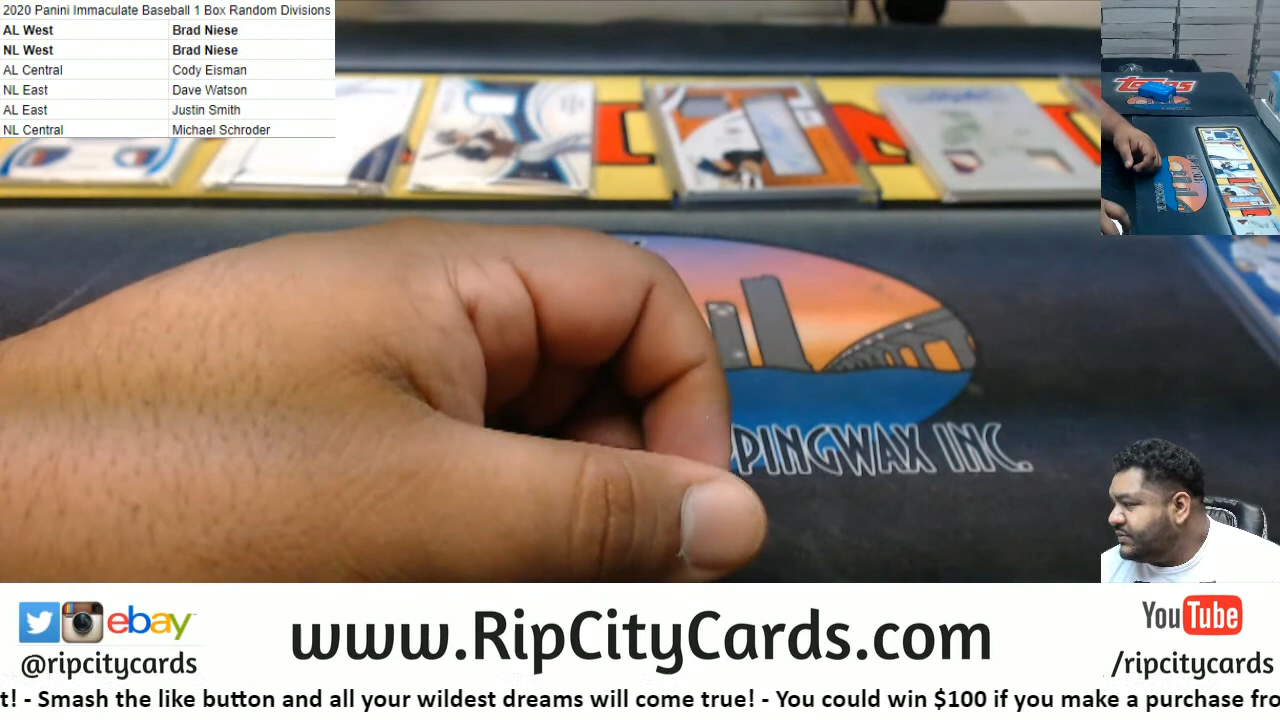 2020 Panini Immaculate Baseball 1 Box Random Divisions
AL West Brad Niese
NL West Brad Niese
AL Central Cody Eisman
NL East Dave Watson
AL East Justin Smith
NL Central Michael Schroder
Topps
PPINGWAX INC.
ebay
@ripcitycards
www.RipCityCards.com
YouTube
/ripcitycards
t! - Smash the like button and all your wildest dreams will come true! - You could win $100 if you make a purchase fro